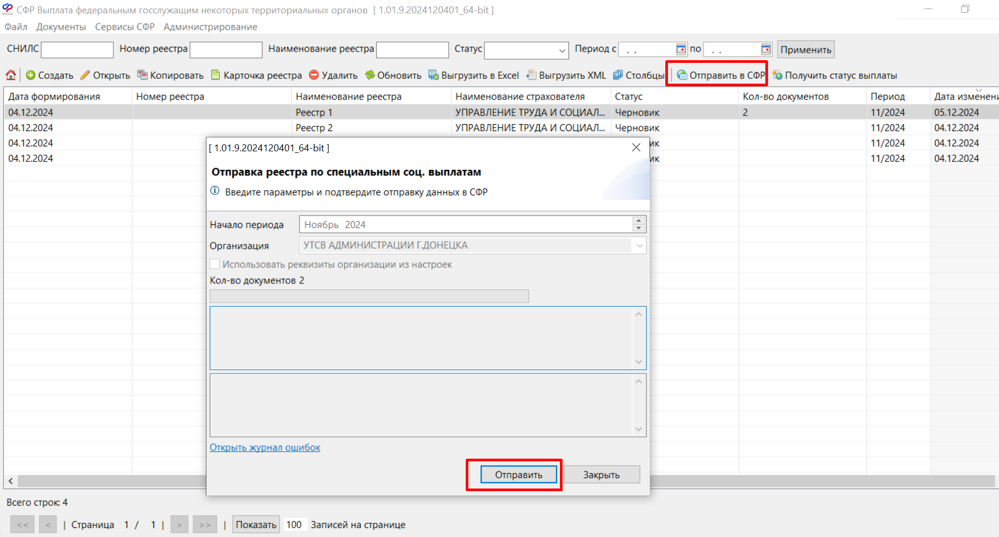 СФР Выплата федеральным госслужащим некоторых территориальных органов [ 1.01.9.2024120401_64-bit ]
Файл Документы Сервисы СФР Администрирование
СНИЛС Номер реестра Наименование реестра Статус Период с . . по . . Применить
Создать Открыть Копировать Карточка реестра Удалить Обновить Выгрузить в Excel Выгрузить XML Столбцы Отправить в СФР Получить статус выплаты
Дата формирования Номер реестра Наименование реестра Наименование страхователя Статус Кол-во документов Период Дата изменени
04.12.2024 Реестр 1 УПРАВЛЕНИЕ ТРУДА И СОЦИАЛ... Черновик 2 11/2024 05.12.2024
04.12.2024 Реестр 2 УПРАВЛЕНИЕ ТРУДА И СОЦИАЛ... Черновик 11/2024 04.12.2024
04.12.2024 ик 11/2024 04.12.2024
04.12.2024 ик 11/2024 04.12.2024
[ 1.01.9.2024120401_64-bit ]
Отправка реестра по специальным соц. выплатам
Введите параметры и подтвердите отправку данных в СФР
Начало периода Ноябрь 2024
Организация УТСВ АДМИНИСТРАЦИИ Г.ДОНЕЦКА
Использовать реквизиты организации из настроек
Кол-во документов 2
Открыть журнал ошибок
Отправить Закрыть
Всего строк: 4
<< < | Страница 1 / 1 | > >> | Показать 100 Записей на странице